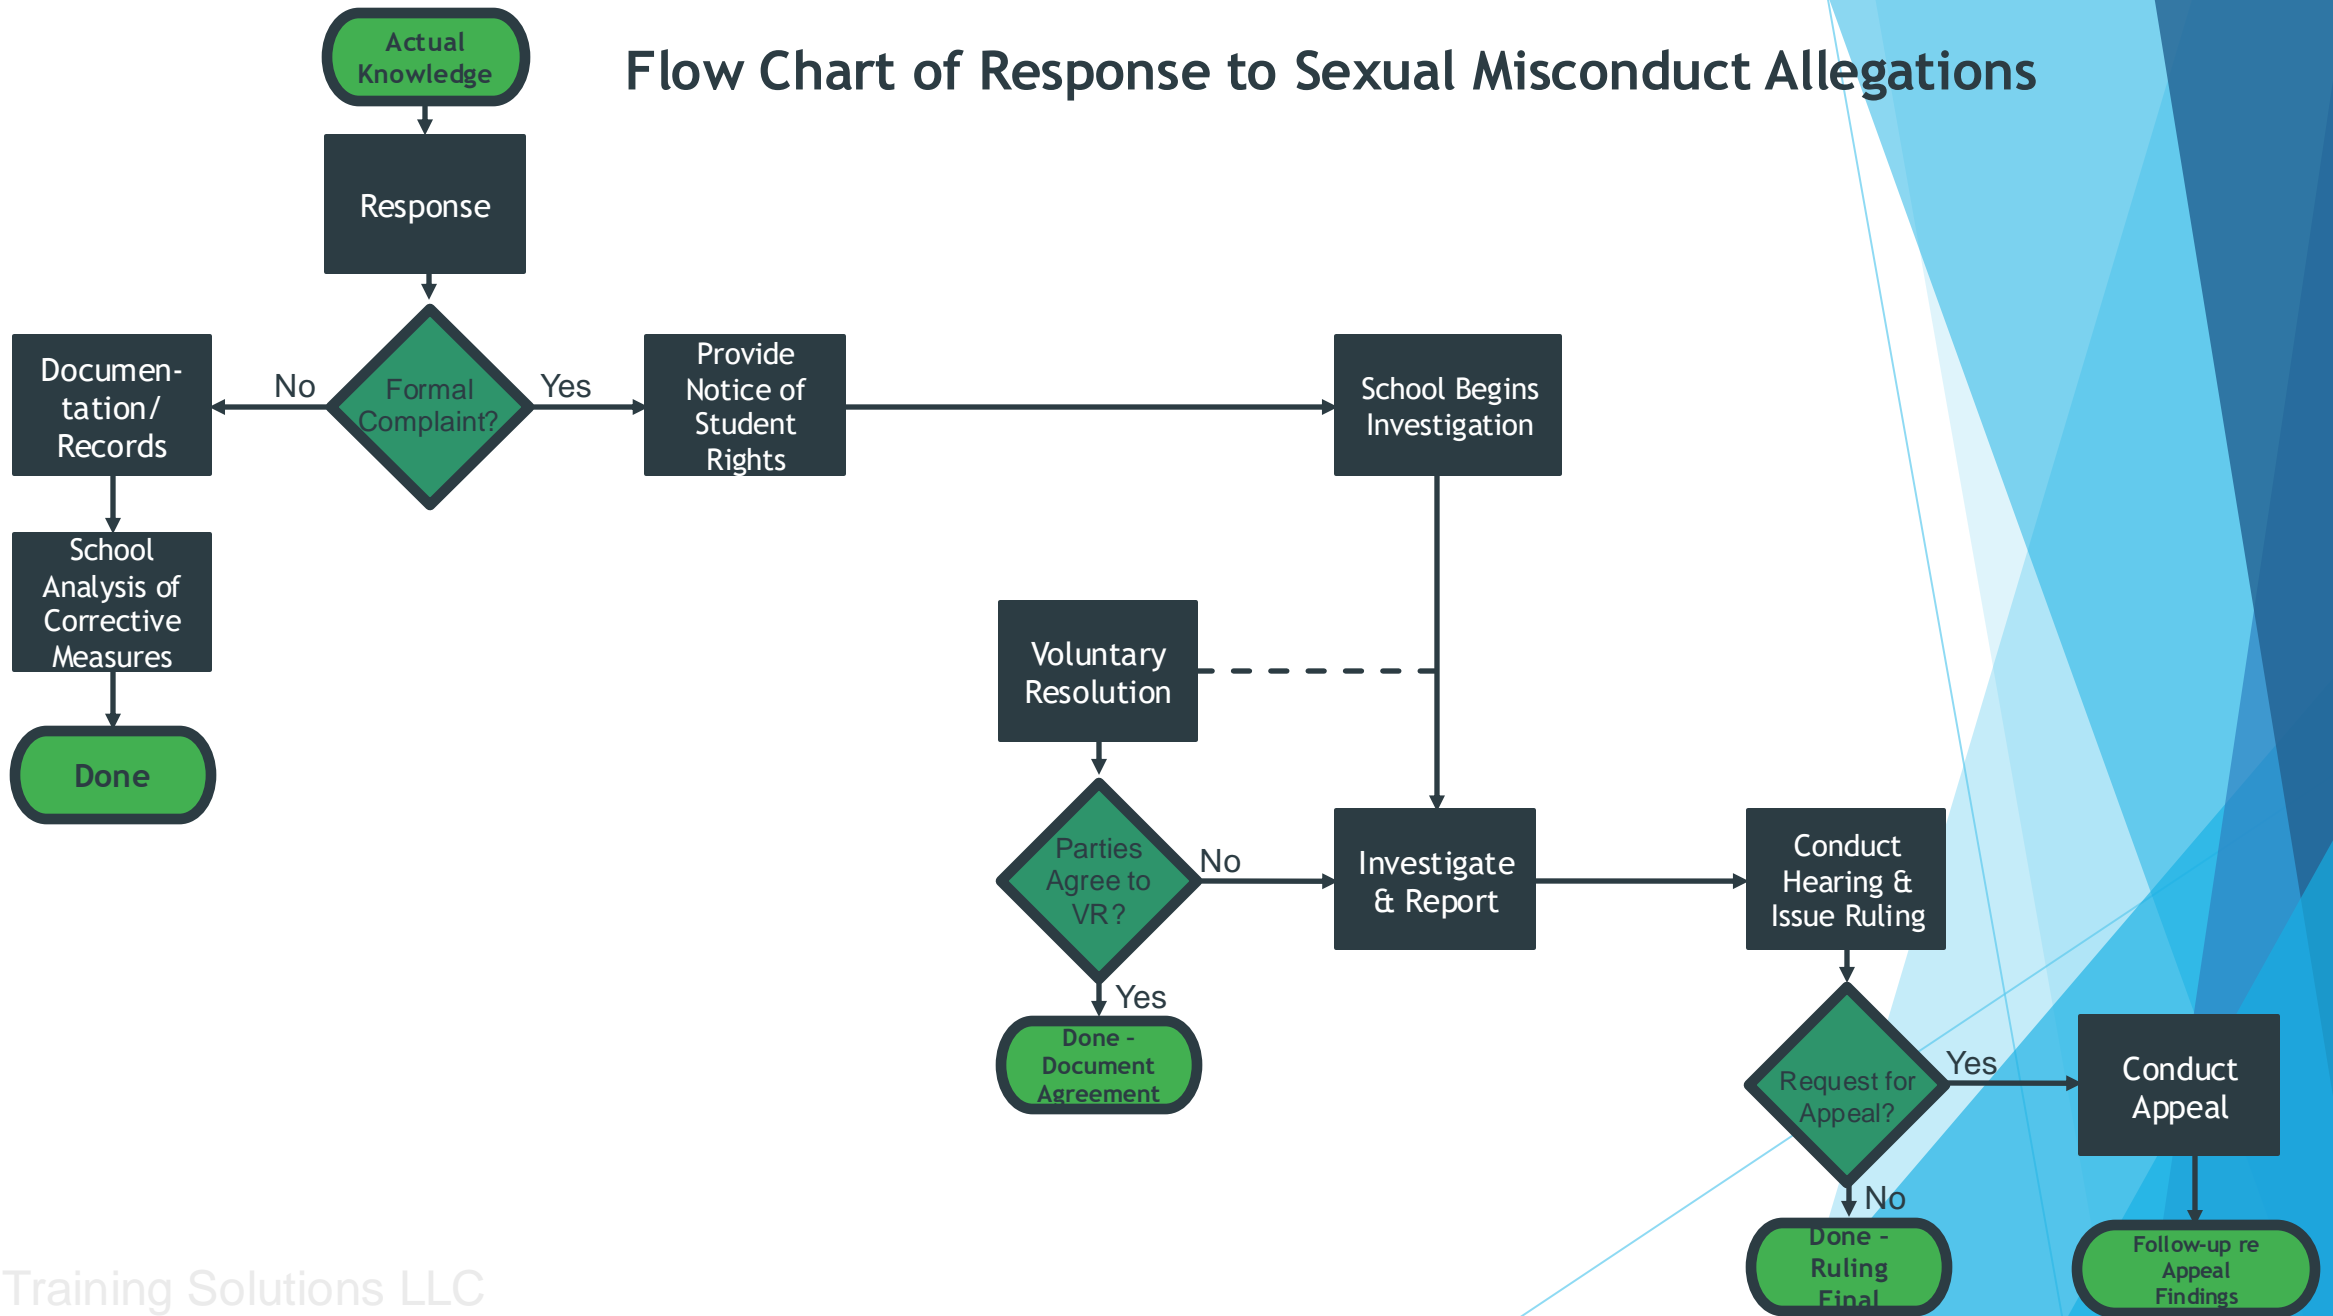 Actual
Knowledge
Flow Chart of Response to Sexual Misconduct Allegations
Response
Documen-
tation/
Records
No
Formal
Complaint?
Yes
Provide
Notice of
Student
Rights
School Begins
Investigation
School
Analysis of
Corrective
Measures
Done
Voluntary
Resolution
Parties
Agree to
VR?
No
Investigate
& Report
Conduct
Hearing &
Issue Ruling
Yes
Done -
Document
Agreement
Request for
Appeal?
Yes
Conduct
Appeal
No
Done -
Ruling
Final
Follow-up re
Appeal
Findings
Training Solutions LLC